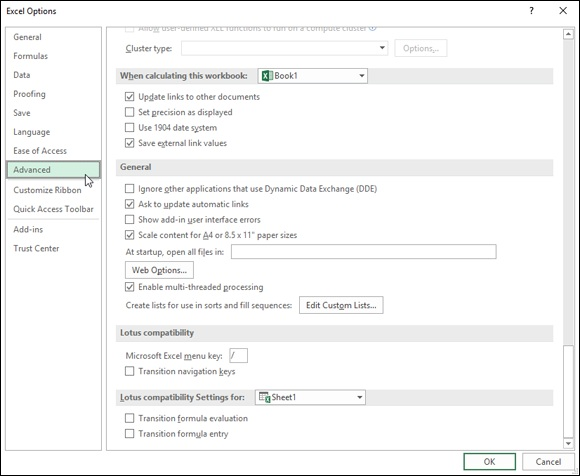 Excel Options
? ×
General
Formulas
Data
Proofing
Save
Language
Ease of Access
Advanced
Customize Ribbon
Quick Access Toolbar
Add-ins
Trust Center
Allow user-defined XLL functions to run on a compute cluster
Cluster type: Options...
When calculating this workbook: Book1
Update links to other documents
Set precision as displayed
Use 1904 date system
Save external link values
General
Ignore other applications that use Dynamic Data Exchange (DDE)
Ask to update automatic links
Show add-in user interface errors
Scale content for A4 or 8.5 x 11" paper sizes
At startup, open all files in:
Web Options...
Enable multi-threaded processing
Create lists for use in sorts and fill sequences: Edit Custom Lists...
Lotus compatibility
Microsoft Excel menu key: /
Transition navigation keys
Lotus compatibility Settings for: Sheet1
Transition formula evaluation
Transition formula entry
OK Cancel